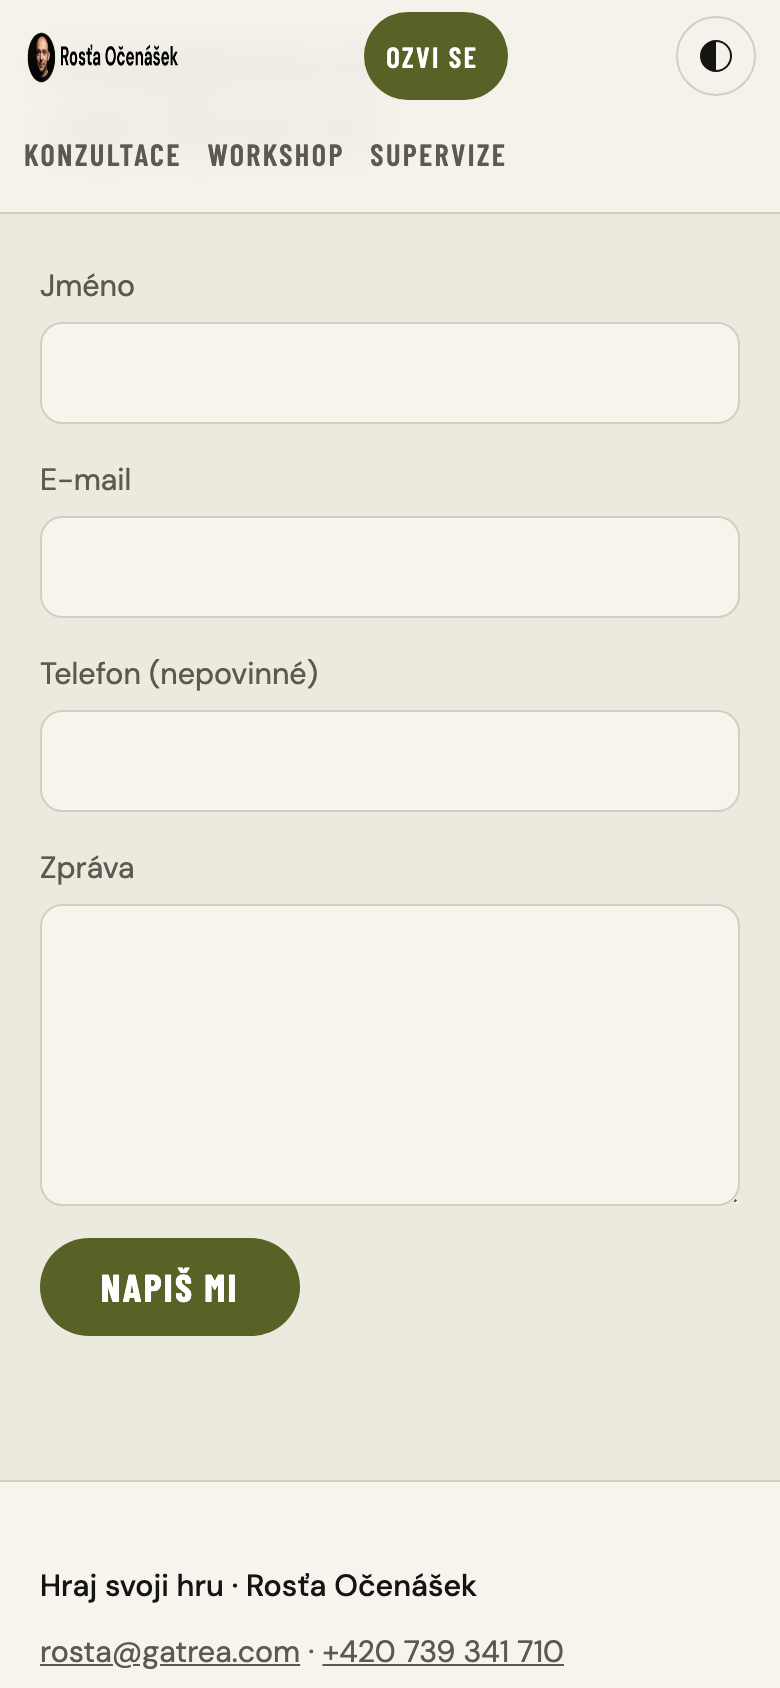 Rosťa Očenášek
OZVI SE
KONZULTACE WORKSHOP SUPERVIZE
Jméno
E-mail
Telefon (nepovinné)
Zpráva
NAPIŠ MI
Hraj svoji hru · Rosťa Očenášek
rosta@gatrea.com · +420 739 341 710